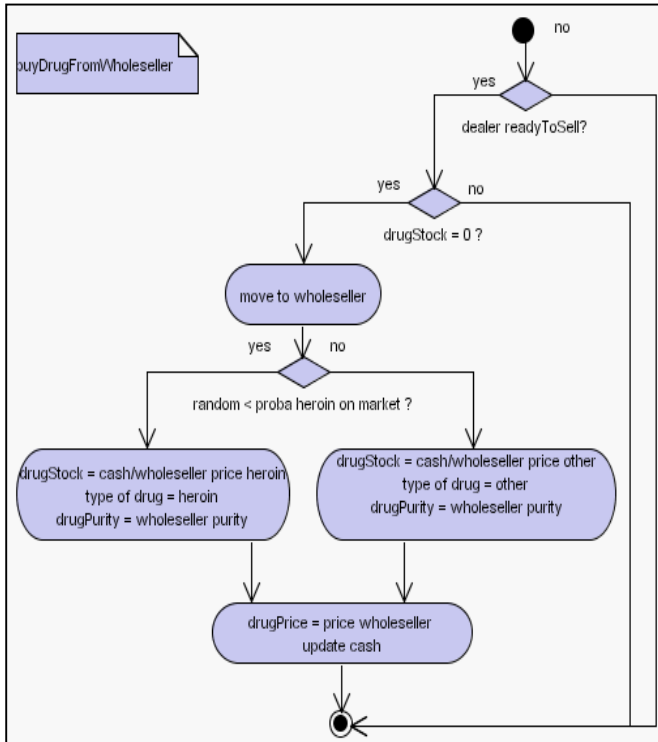 no
buyDrugFromWholeseller
yes
dealer readyToSell?
yes
no
drugStock = 0 ?
move to wholeseller
yes
no
random < proba heroin on market ?
drugStock = cash/wholeseller price heroin
type of drug = heroin
drugPurity = wholeseller purity
drugStock = cash/wholeseller price other
type of drug = other
drugPurity = wholeseller purity
drugPrice = price wholeseller
update cash